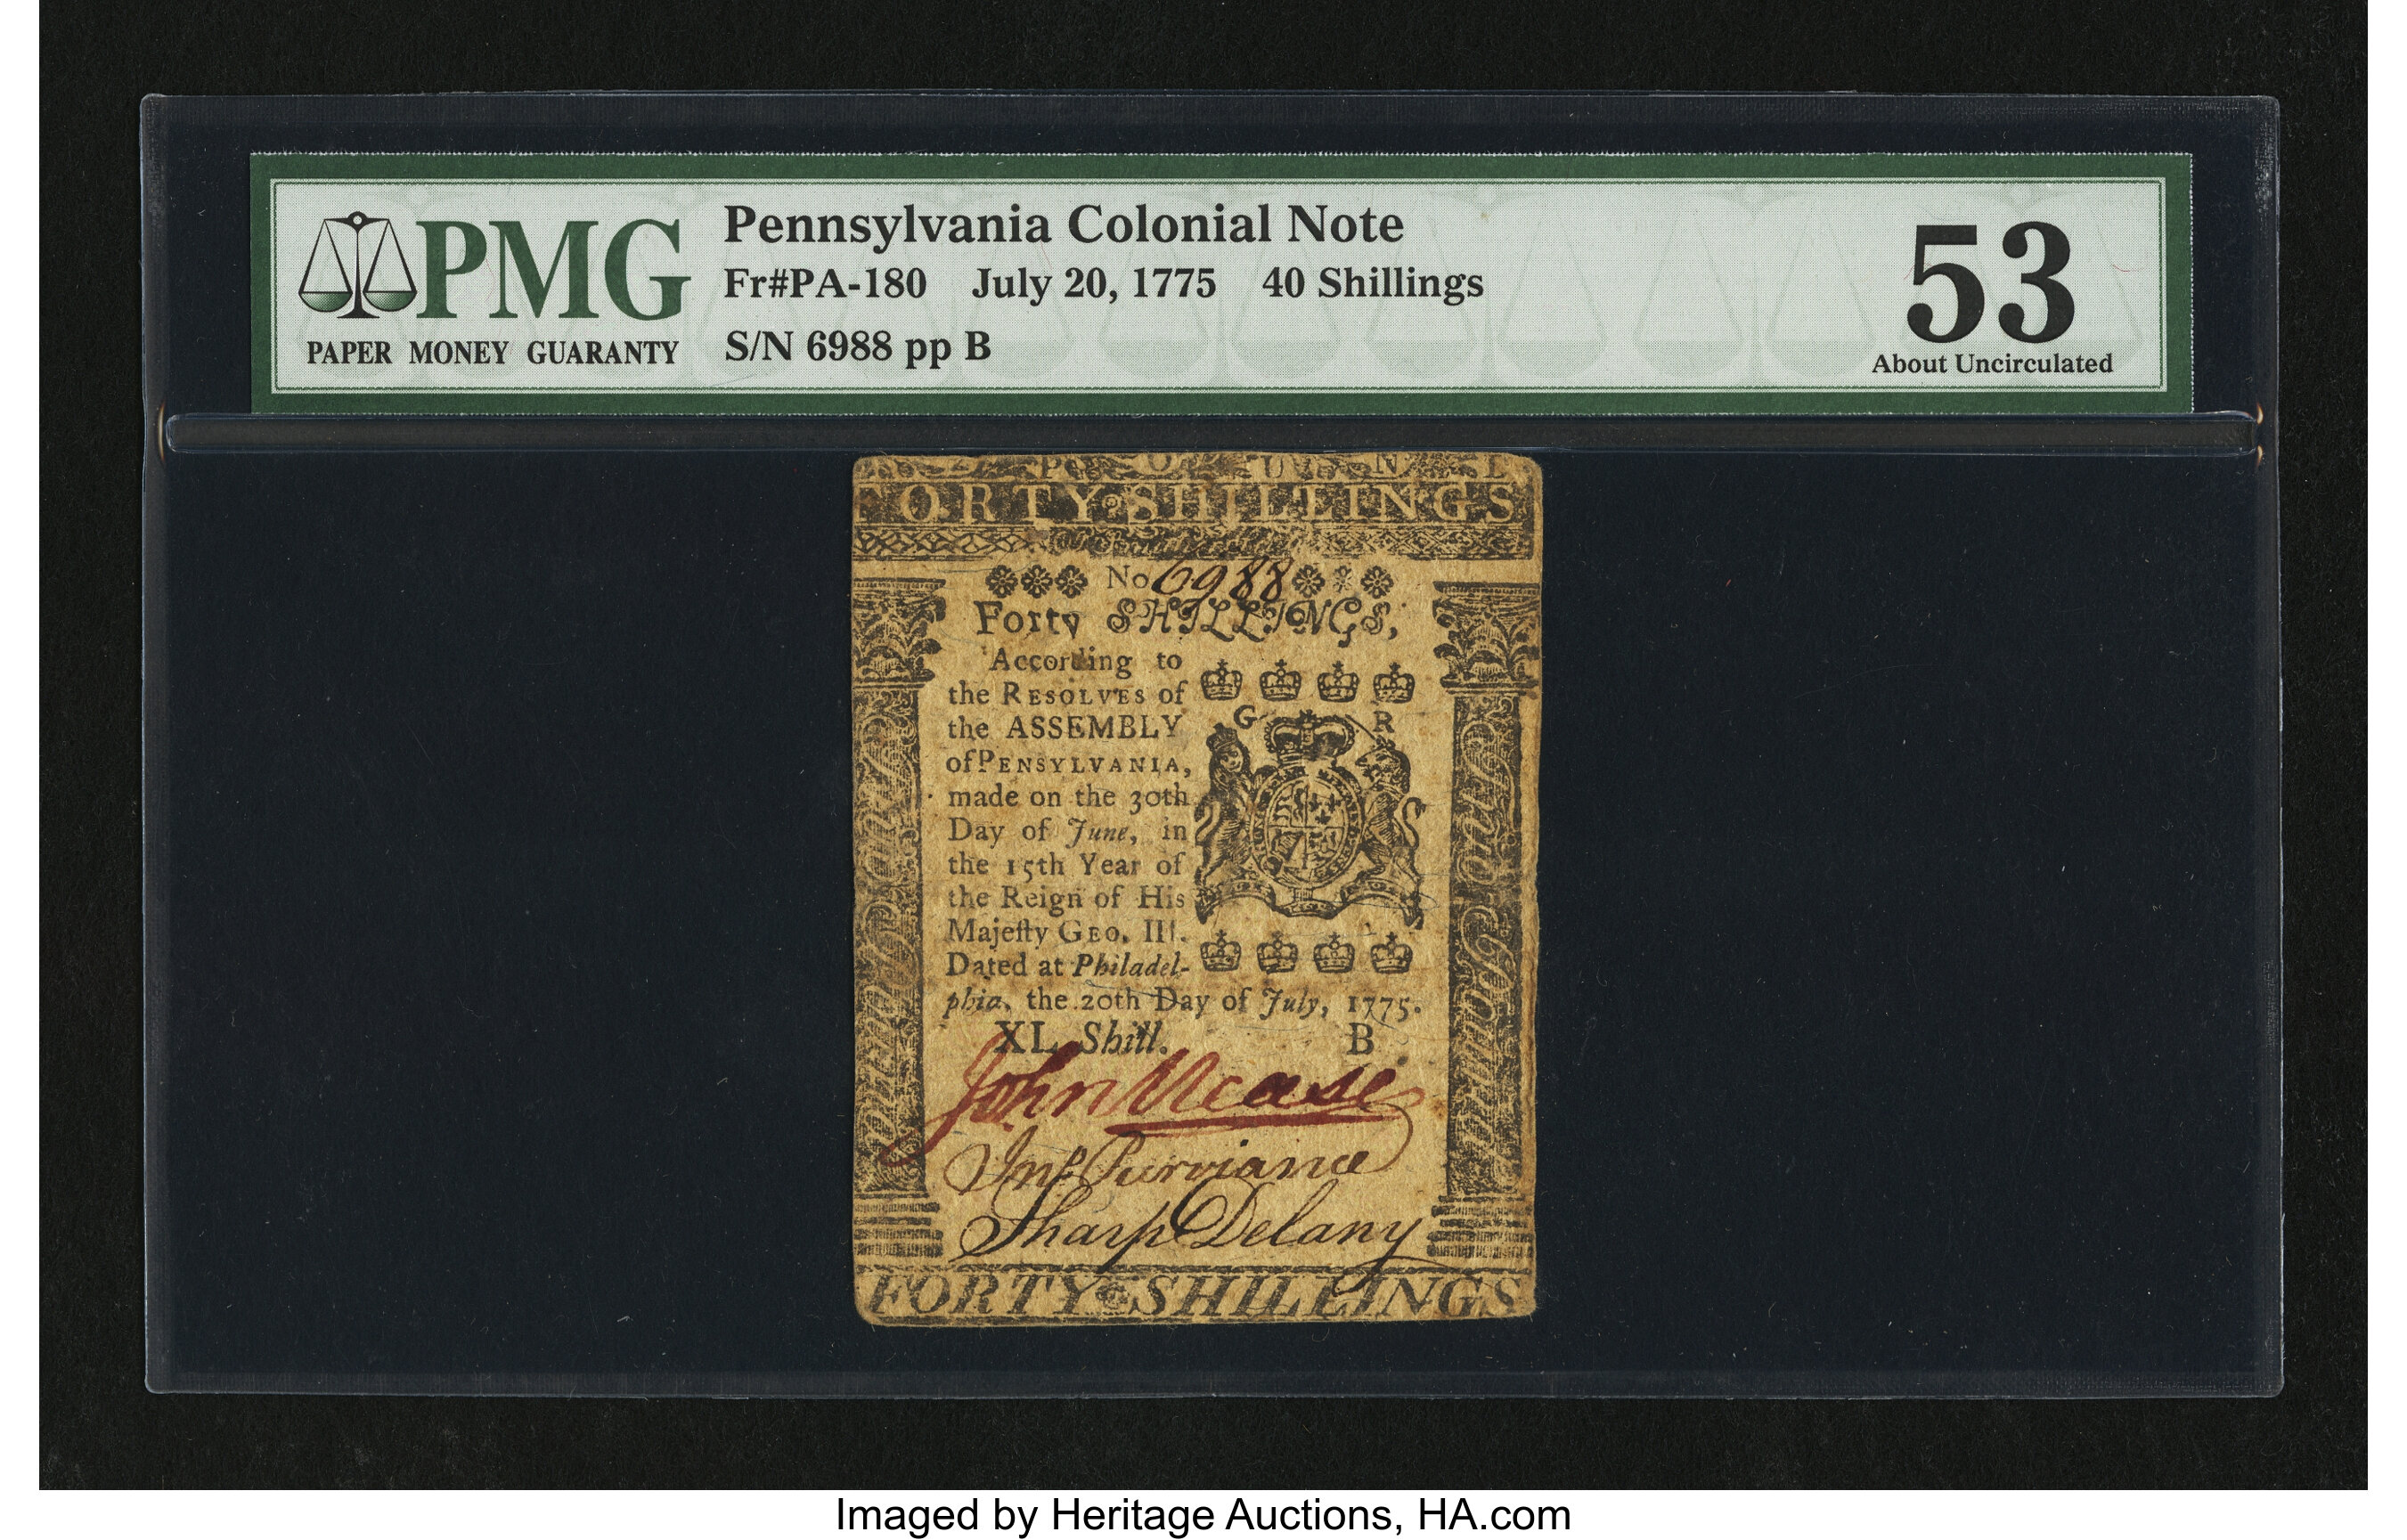 PMG
PAPER MONEY GUARANTY
Pennsylvania Colonial Note
Fr#PA-180 July 20, 1775 40 Shillings
S/N 6988 pp B
53
About Uncirculated
FORTY SHILLINGS
No 6988
Forty SHILLINGS,
According to
the RESOLVES of
the ASSEMBLY
of PENSYLVANIA,
made on the 30th
Day of June, in
the 15th Year of
the Reign of His
Majeſty GEO. III.
Dated at Philadel-
phia, the 20th Day of July, 1775.
G R
XL Shill. B
John Mease
Jno Purviance
Sharp Delany
FORTY SHILLINGS
Imaged by Heritage Auctions, HA.com